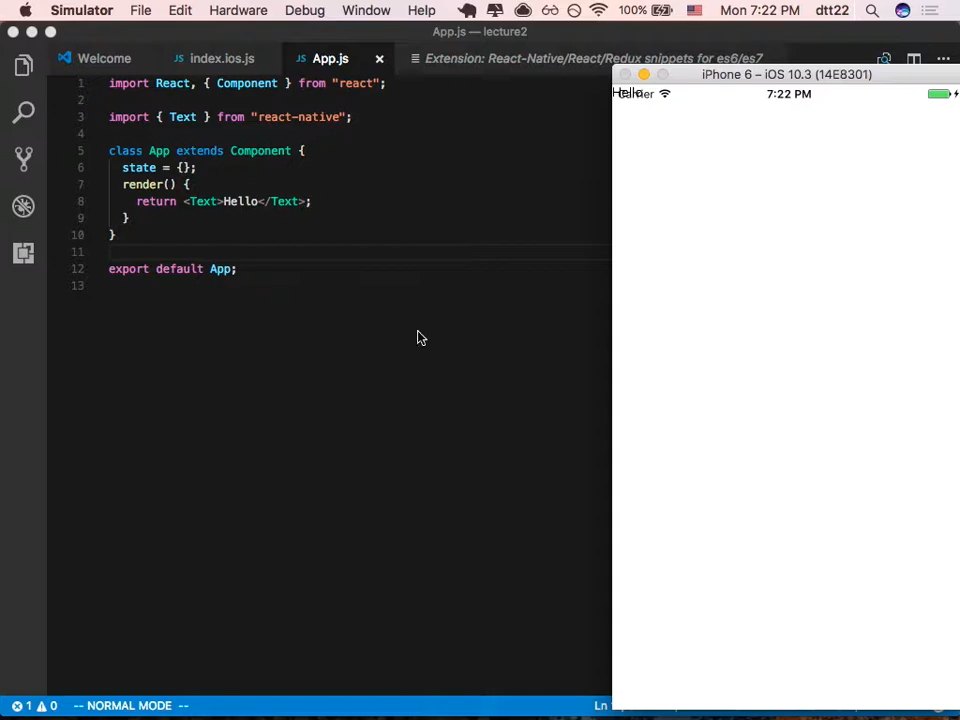 Simulator File Edit Hardware Debug Window Help 100% Mon 7:22 PM dtt22
App.js — lecture2
Welcome index.ios.js App.js Extension: React-Native/React/Redux snippets for es6/es7
iPhone 6 – iOS 10.3 (14E8301)
Hello
Carrier 7:22 PM
1 import React, { Component } from "react";
2
3 import { Text } from "react-native";
4
5 class App extends Component {
6 state = {};
7 render() {
8 return <Text>Hello</Text>;
9 }
10 }
11
12 export default App;
13
1 0 -- NORMAL MODE -- Ln